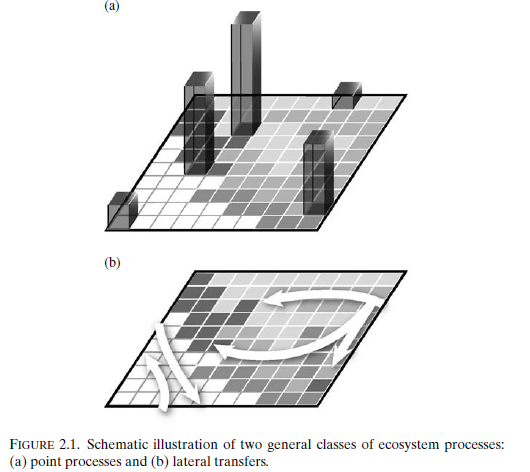 (a)
(b)
FIGURE 2.1. Schematic illustration of two general classes of ecosystem processes:
(a) point processes and (b) lateral transfers.